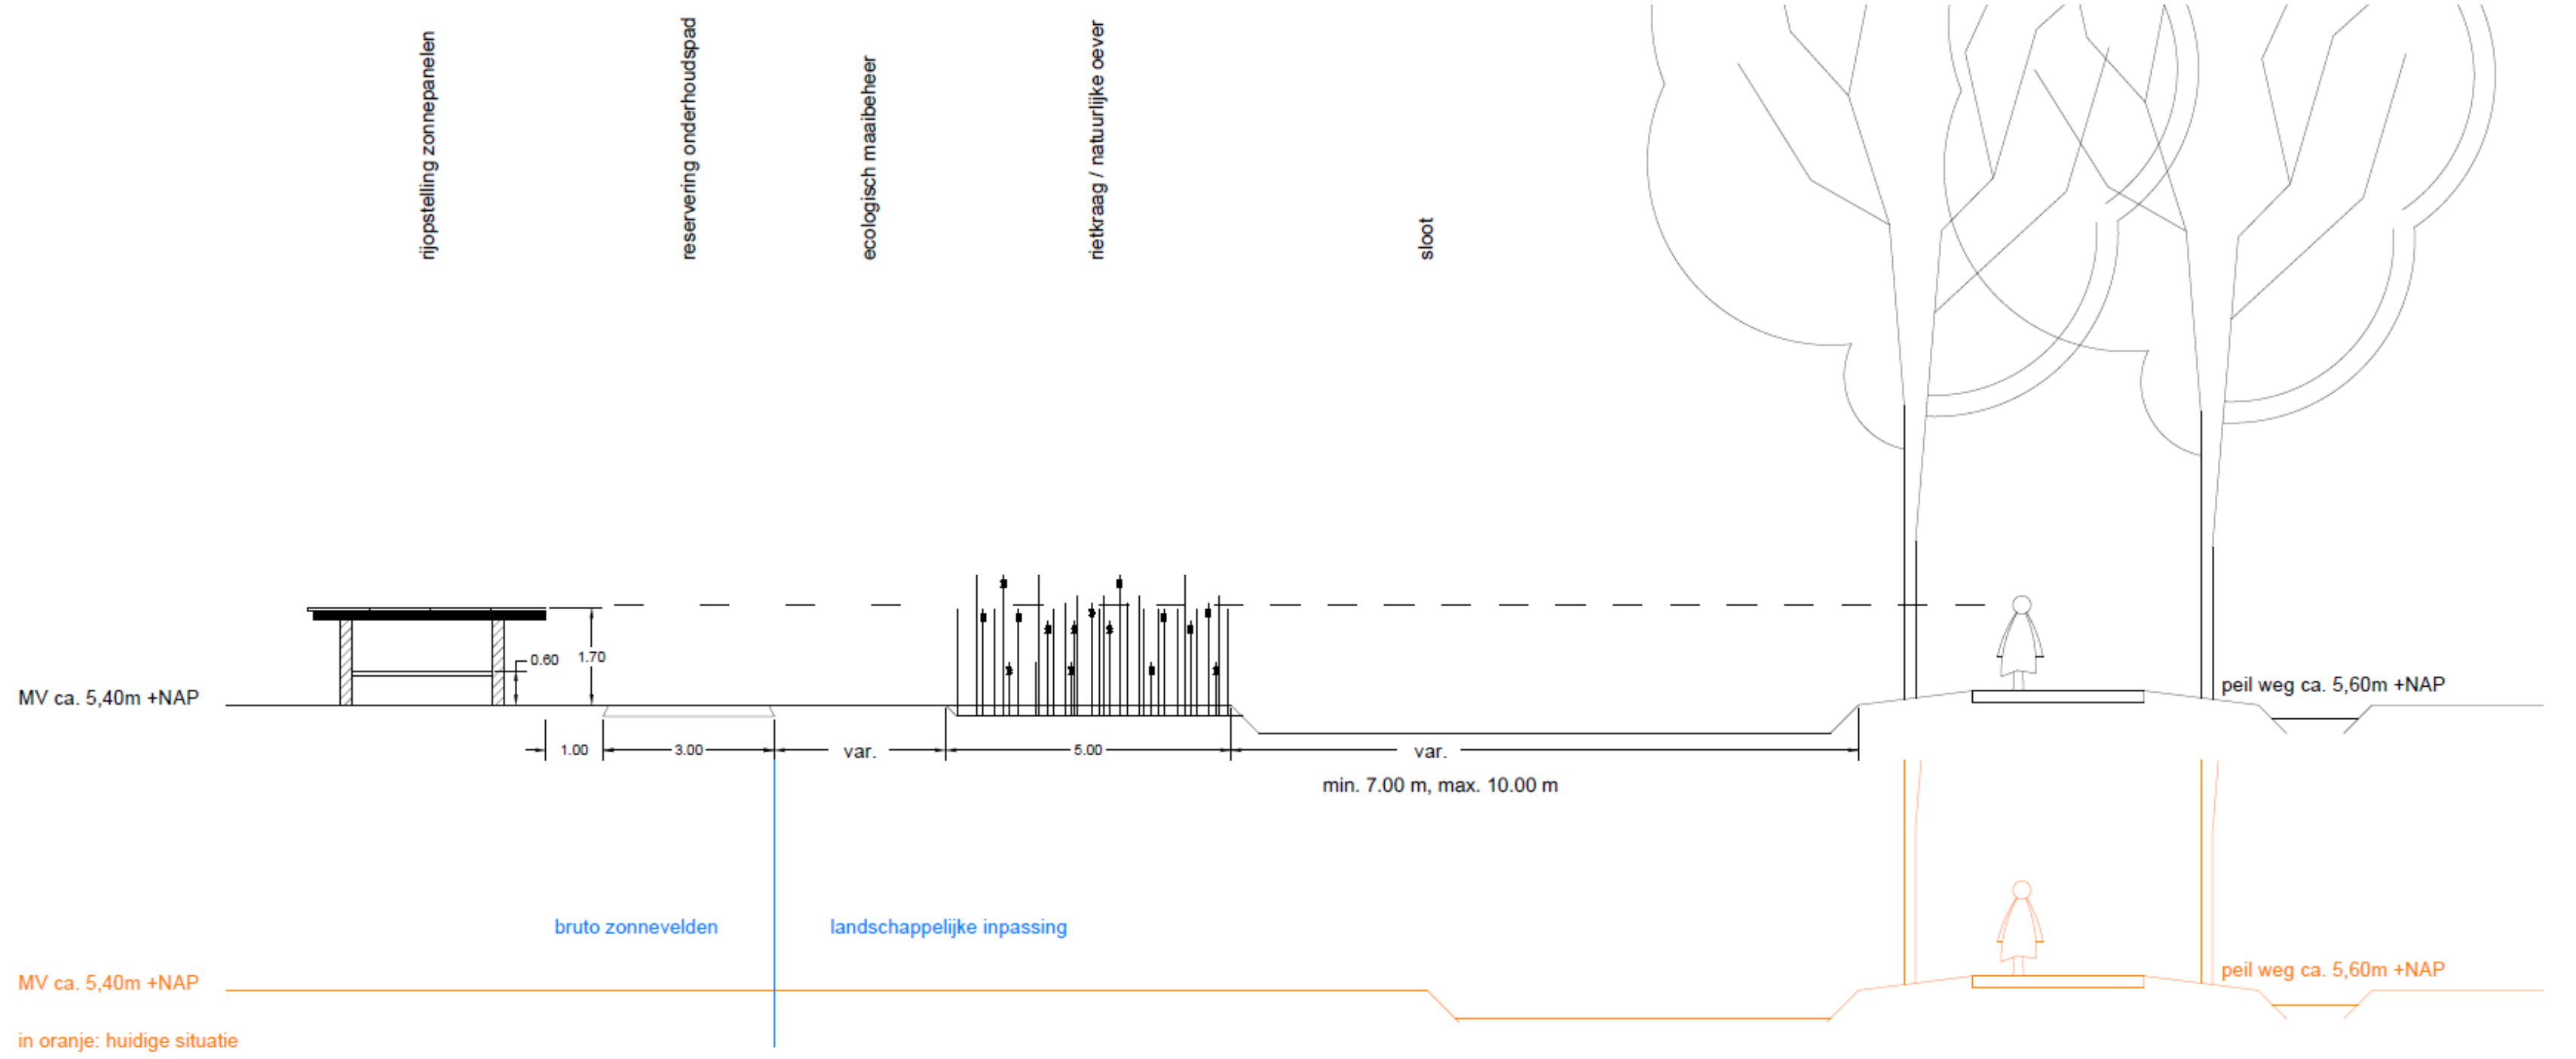 rijopstelling zonnepanelen
reservering onderhoudspad
ecologisch maaibeheer
rietkraag / natuurlijke oever
sloot
0.60
1.70
MV ca. 5,40m +NAP
peil weg ca. 5,60m +NAP
1.00
3.00
var.
5.00
var.
min. 7.00 m, max. 10.00 m
bruto zonnevelden
landschappelijke inpassing
MV ca. 5,40m +NAP
peil weg ca. 5,60m +NAP
in oranje: huidige situatie